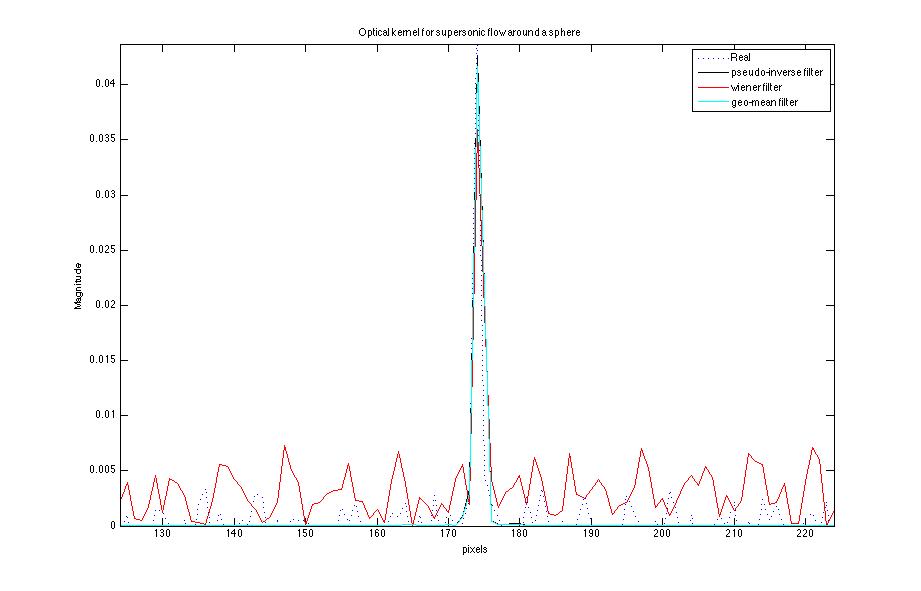 Optical kernel for supersonic flow around a sphere
Real
pseudo-inverse filter
wiener filter
geo-mean filter
0.04
0.035
0.03
0.025
0.02
0.015
0.01
0.005
0
Magnitude
130 140 150 160 170 180 190 200 210 220
pixels